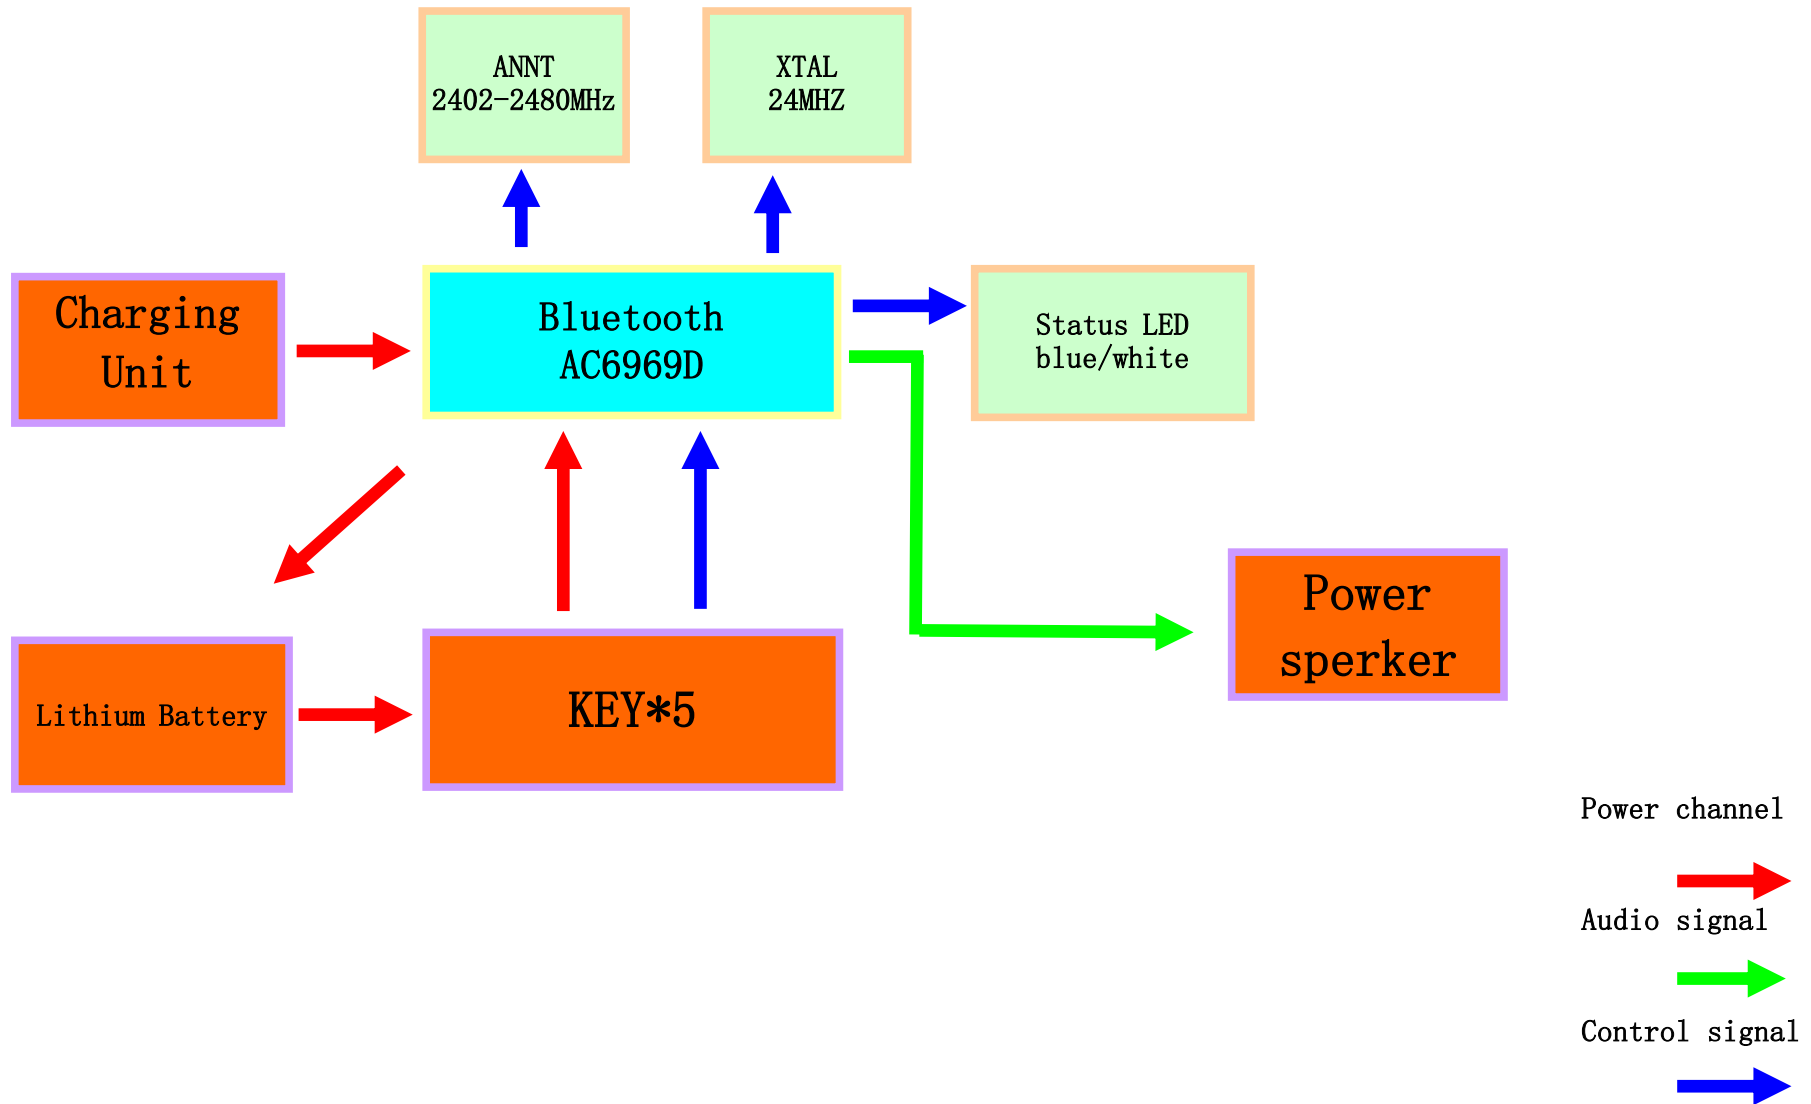 ANNT
2402-2480MHz
XTAL
24MHZ
Charging
Unit
Bluetooth
AC6969D
Status LED
blue/white
Power
sperker
Lithium Battery
KEY*5
Power channel
Audio signal
Control signal